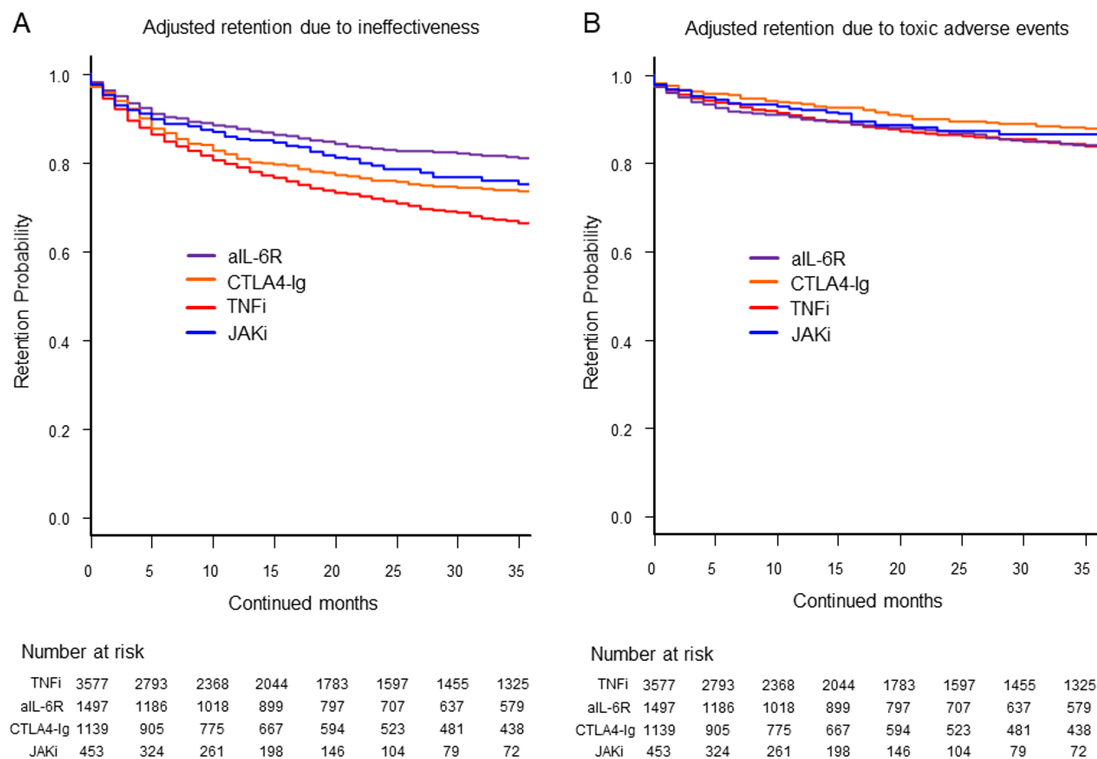 A
Adjusted retention due to ineffectiveness
1.0
0.8
0.6
0.4
0.2
0.0
Retention Probability
aIL-6R
CTLA4-Ig
TNFi
JAKi
0 5 10 15 20 25 30 35
Continued months
Number at risk
TNFi 3577 2793 2368 2044 1783 1597 1455 1325
aIL-6R 1497 1186 1018 899 797 707 637 579
CTLA4-Ig 1139 905 775 667 594 523 481 438
JAKi 453 324 261 198 146 104 79 72
B
Adjusted retention due to toxic adverse events
1.0
0.8
0.6
0.4
0.2
0.0
Retention Probability
aIL-6R
CTLA4-Ig
TNFi
JAKi
0 5 10 15 20 25 30 35
Continued months
Number at risk
TNFi 3577 2793 2368 2044 1783 1597 1455 1325
aIL-6R 1497 1186 1018 899 797 707 637 579
CTLA4-Ig 1139 905 775 667 594 523 481 438
JAKi 453 324 261 198 146 104 79 72